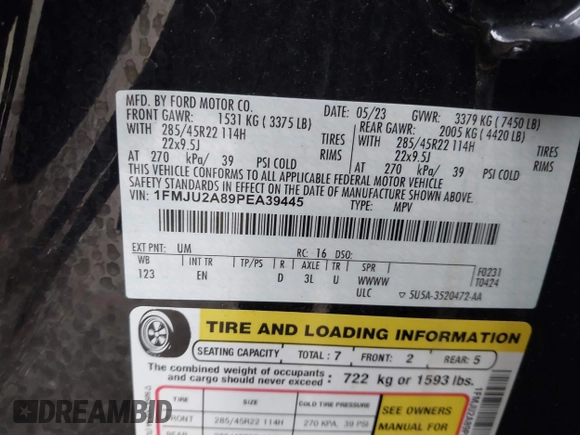 MFD. BY FORD MOTOR CO.
DATE: 05/23 GVWR: 3379 KG ( 7450 LB)
FRONT GAWR: 1531 KG ( 3375 LB) REAR GAWR: 2005 KG ( 4420 LB)
WITH 285/45R22 114H TIRES WITH 285/45R22 114H TIRES
22x9.5J RIMS 22x9.5J RIMS
AT 270 kPa/ 39 PSI COLD AT 270 kPa/ 39 PSI COLD
THIS VEHICLE CONFORMS TO ALL APPLICABLE FEDERAL MOTOR VEHICLE
SAFETY AND THEFT PREVENTION STANDARDS IN EFFECT ON THE DATE OF MANUFACTURE SHOWN ABOVE.
VIN: 1FMJU2A89PEA39445 TYPE: MPV
EXT PNT: UM RC: 16 DSO:
WB INT TR TP/PS R AXLE TR SPR F0231
123 EN D 3L U WWWW T0424
ULC 5U5A-3520472-AA
TIRE AND LOADING INFORMATION
SEATING CAPACITY TOTAL: 7 FRONT: 2 REAR: 5
The combined weight of occupants
and cargo should never exceed: 722 kg or 1593 lbs.
TIRE SIZE COLD TIRE PRESSURE SEE OWNERS
FRONT 285/45R22 114H 270 KPA, 39 PSI MANUAL
DREAMBID